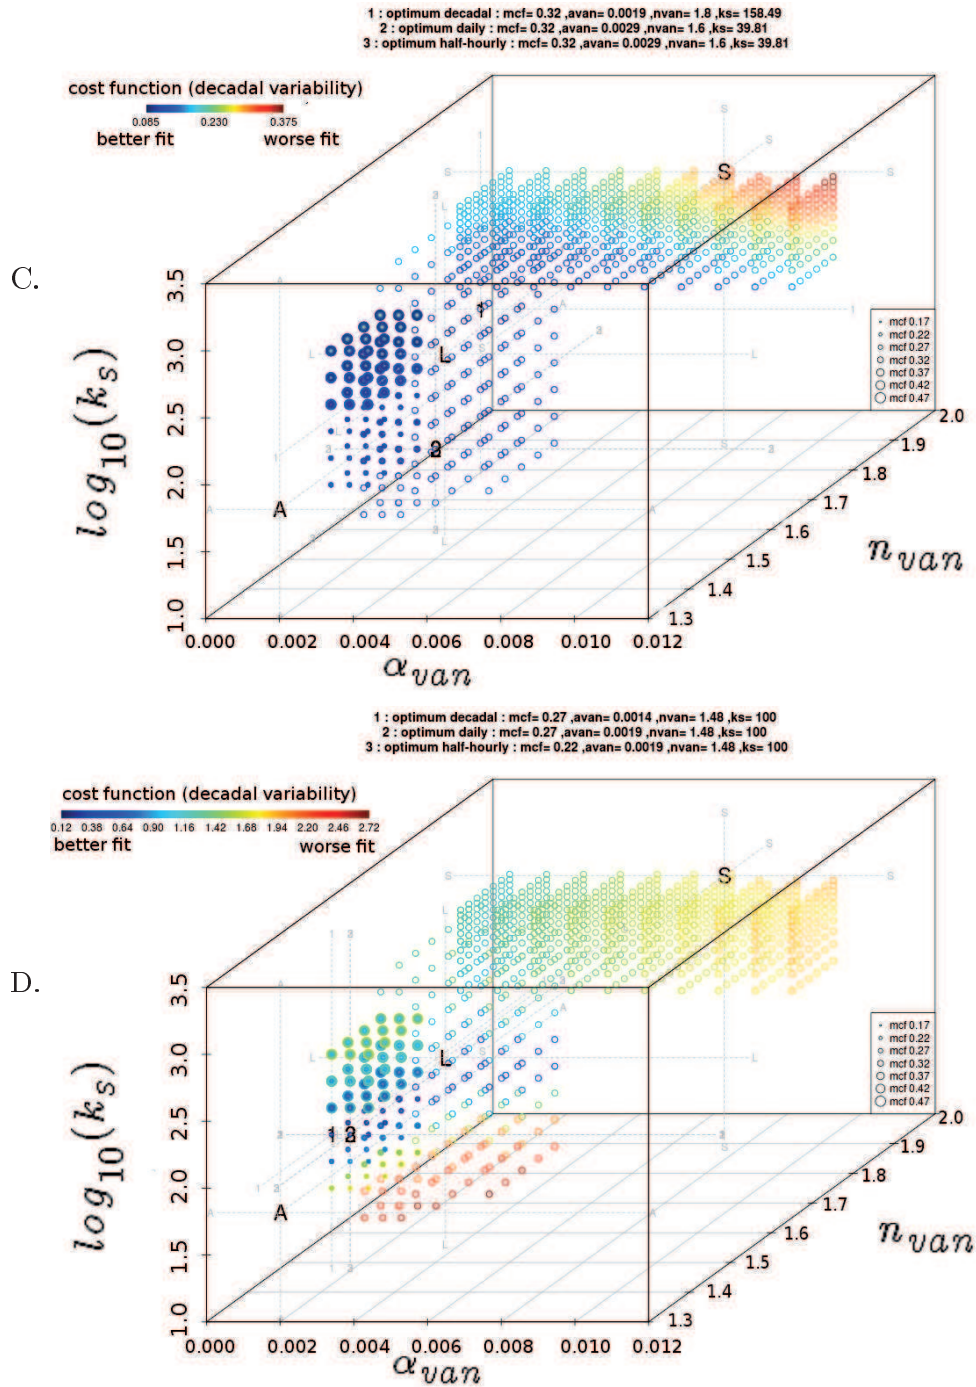 1 : optimum decadal : mcf= 0.32 ,avan= 0.0019 ,nvan= 1.8 ,ks= 158.49
2 : optimum daily : mcf= 0.32 ,avan= 0.0029 ,nvan= 1.6 ,ks= 39.81
3 : optimum half-hourly : mcf= 0.32 ,avan= 0.0029 ,nvan= 1.6 ,ks= 39.81
cost function (decadal variability)
0.085 0.230 0.375
better fit worse fit
C.
S
1
L
A
3.5
3.0
2.5
2.0
1.5
1.0
log10(kS)
0.000 0.002 0.004 0.006 0.008 0.010 0.012
αvan
1.3
1.4
1.5
1.6
1.7
1.8
1.9
2.0
nvan
mcf 0.17
mcf 0.22
mcf 0.27
mcf 0.32
mcf 0.37
mcf 0.42
mcf 0.47
1 : optimum decadal : mcf= 0.27 ,avan= 0.0014 ,nvan= 1.48 ,ks= 100
2 : optimum daily : mcf= 0.27 ,avan= 0.0019 ,nvan= 1.48 ,ks= 100
3 : optimum half-hourly : mcf= 0.22 ,avan= 0.0019 ,nvan= 1.48 ,ks= 100
cost function (decadal variability)
0.12 0.38 0.64 0.90 1.16 1.42 1.68 1.94 2.20 2.46 2.72
better fit worse fit
D.
S
L
1
A
3.5
3.0
2.5
2.0
1.5
1.0
log10(kS)
0.000 0.002 0.004 0.006 0.008 0.010 0.012
αvan
1.3
1.4
1.5
1.6
1.7
1.8
1.9
2.0
nvan
mcf 0.17
mcf 0.22
mcf 0.27
mcf 0.32
mcf 0.37
mcf 0.42
mcf 0.47